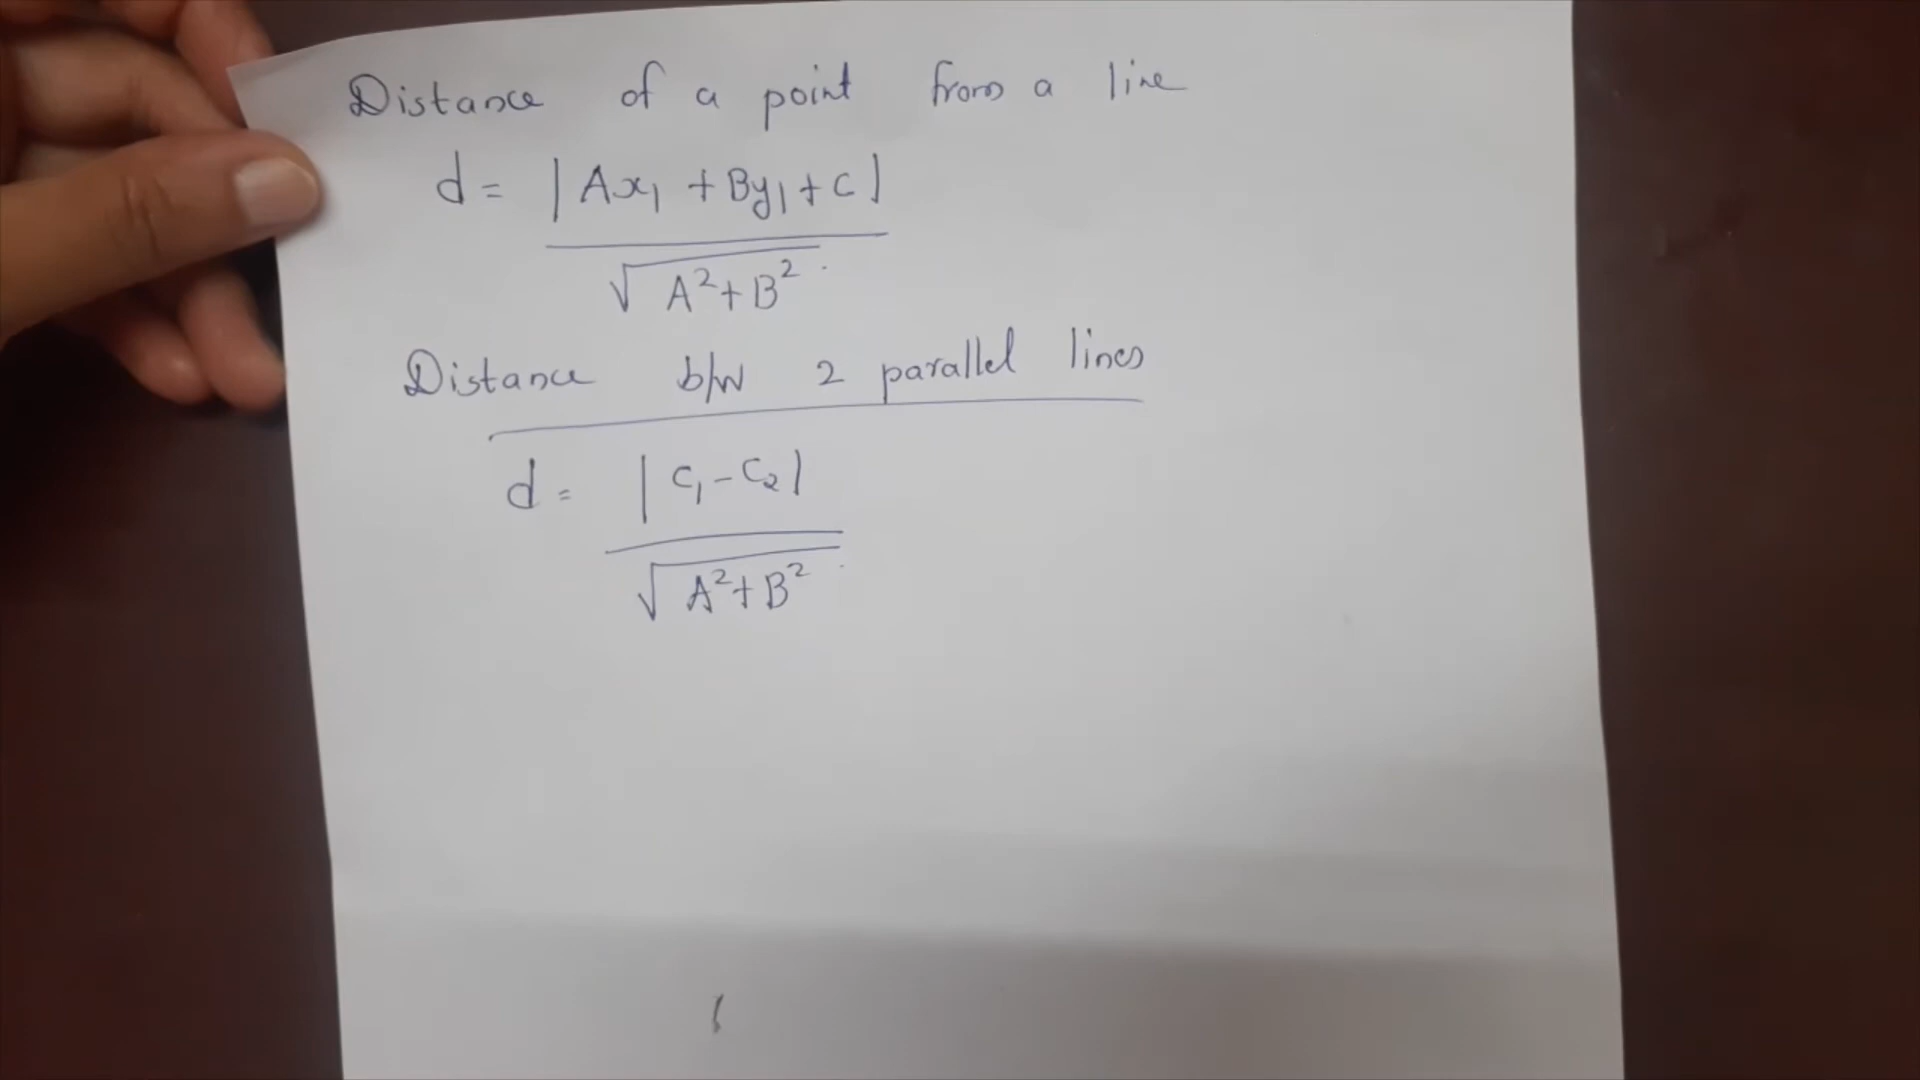 Distance of a point from a line
d = |Ax₁ + By₁ + C|
√A² + B²
Distance b/w 2 parallel lines
d = |C₁ - C₂|
√A² + B²